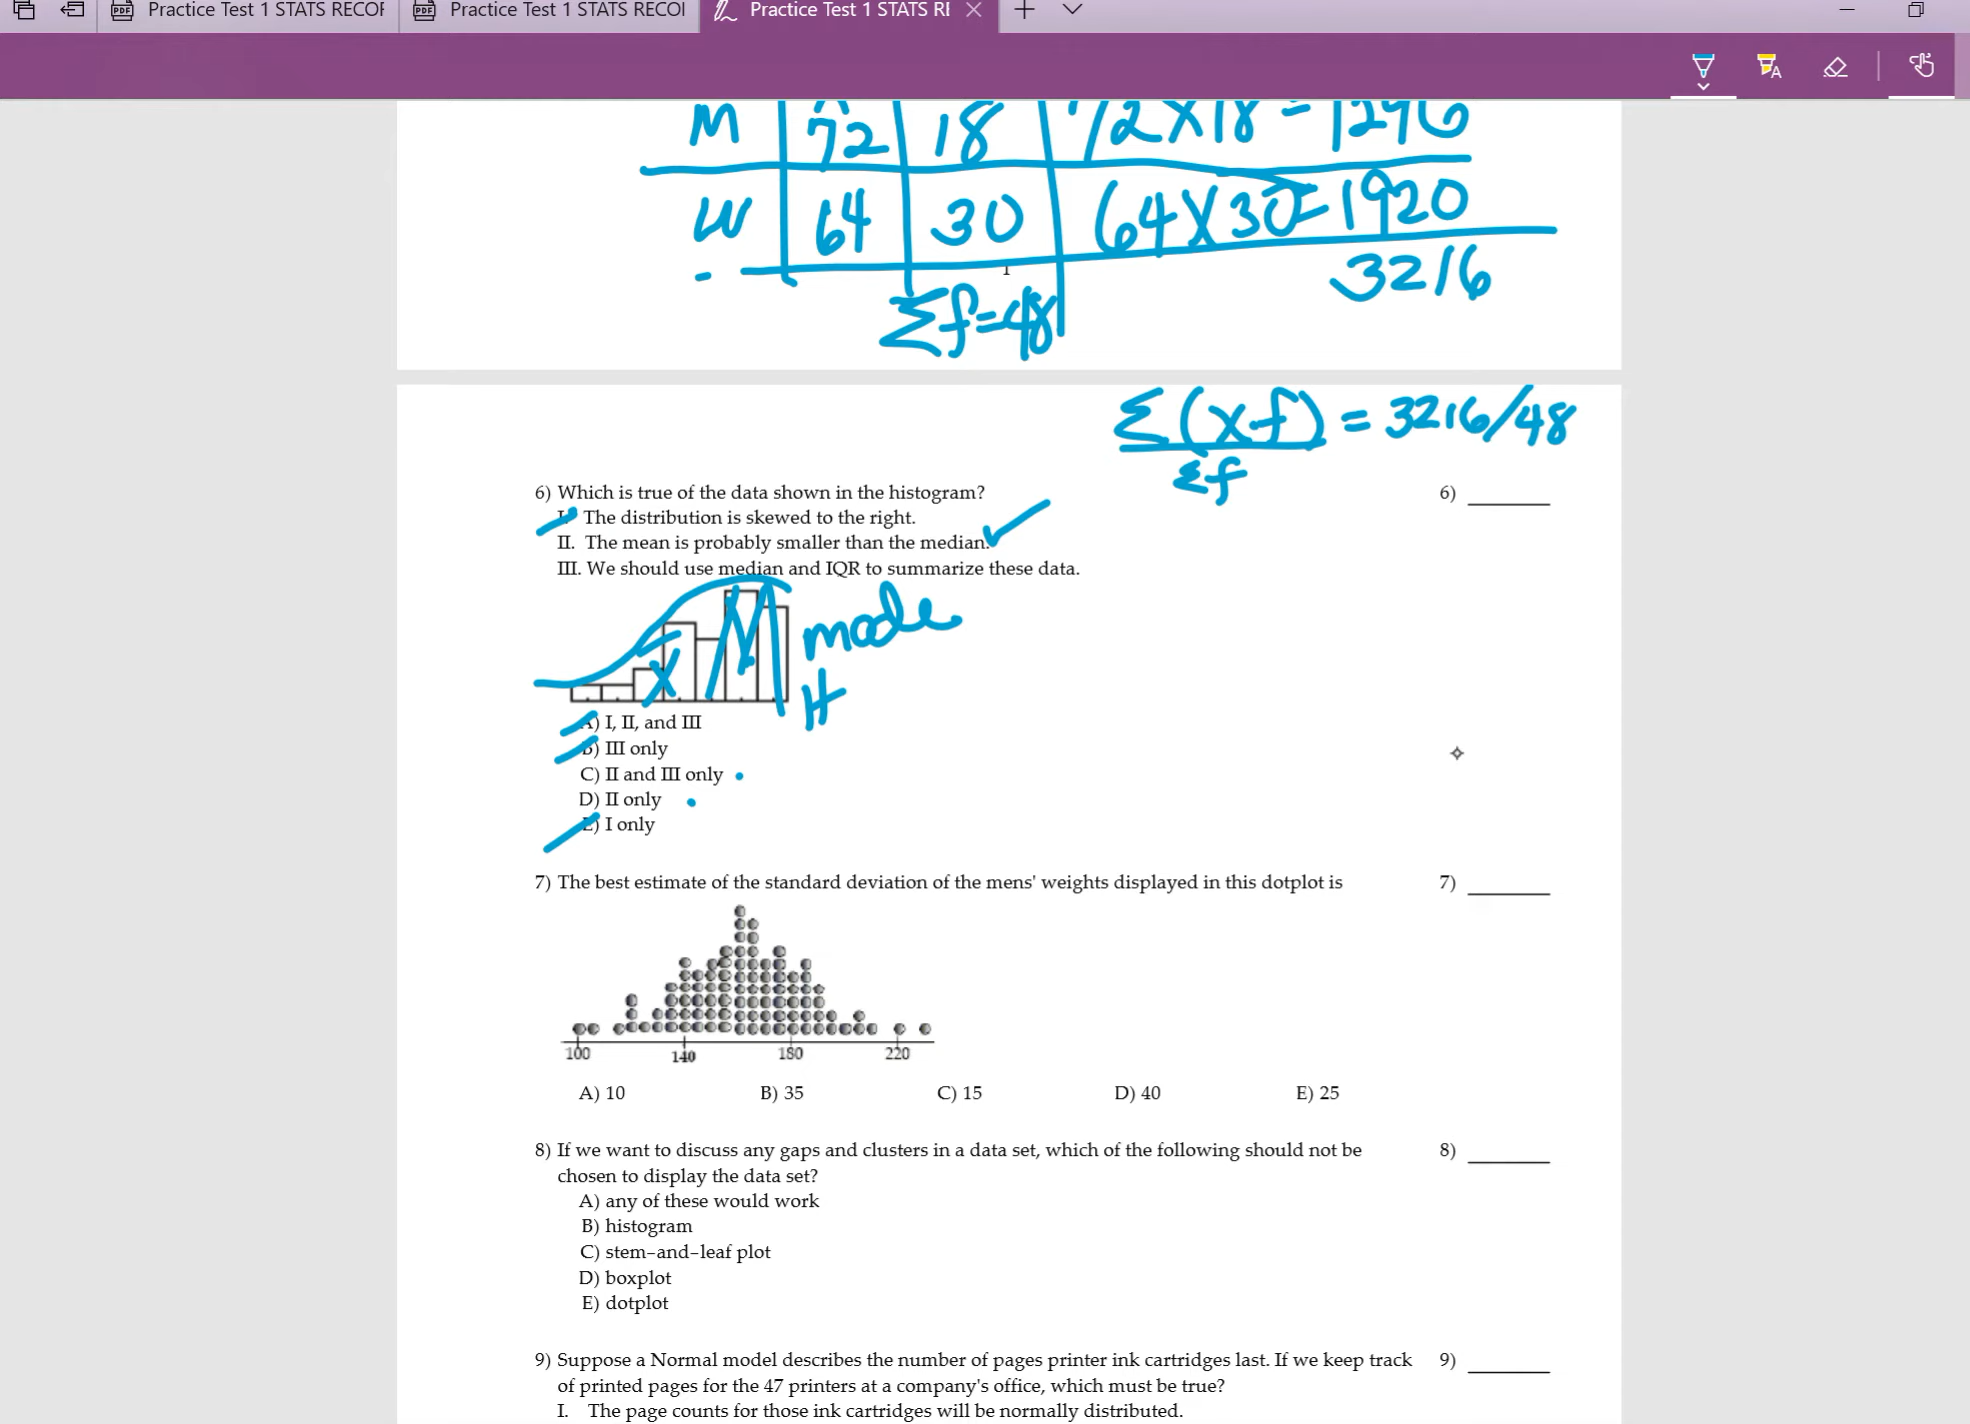 Practice Test 1 STATS RECOF
Practice Test 1 STATS RECOI
Practice Test 1 STATS RI
M 72 18 72X18=1296
W 64 30 64X30=1920
3216
Σf=48
Σ(x·f) = 3216/48
Σf
6) Which is true of the data shown in the histogram? 6)
I. The distribution is skewed to the right.
II. The mean is probably smaller than the median.
III. We should use median and IQR to summarize these data.
mode
A) I, II, and III
B) III only
C) II and III only
D) II only
E) I only
7) The best estimate of the standard deviation of the mens' weights displayed in this dotplot is 7)
100 140 180 220
A) 10 B) 35 C) 15 D) 40 E) 25
8) If we want to discuss any gaps and clusters in a data set, which of the following should not be 8)
chosen to display the data set?
A) any of these would work
B) histogram
C) stem-and-leaf plot
D) boxplot
E) dotplot
9) Suppose a Normal model describes the number of pages printer ink cartridges last. If we keep track 9)
of printed pages for the 47 printers at a company's office, which must be true?
I. The page counts for those ink cartridges will be normally distributed.